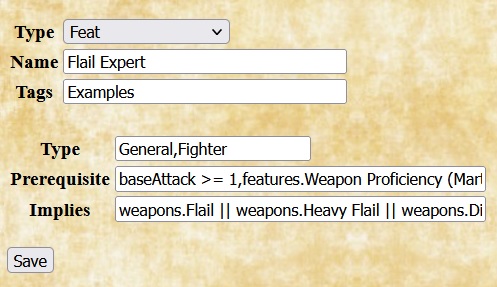 Type Feat
Name Flail Expert
Tags Examples
Type General,Fighter
Prerequisite baseAttack >= 1,features.Weapon Proficiency (Mart
Implies weapons.Flail || weapons.Heavy Flail || weapons.Di
Save